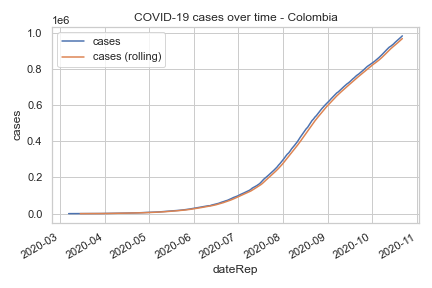 COVID-19 cases over time - Colombia
1e6
cases
cases (rolling)
1.0
0.8
0.6
0.4
0.2
0.0
cases
2020-03
2020-04
2020-05
2020-06
2020-07
2020-08
2020-09
2020-10
2020-11
dateRep